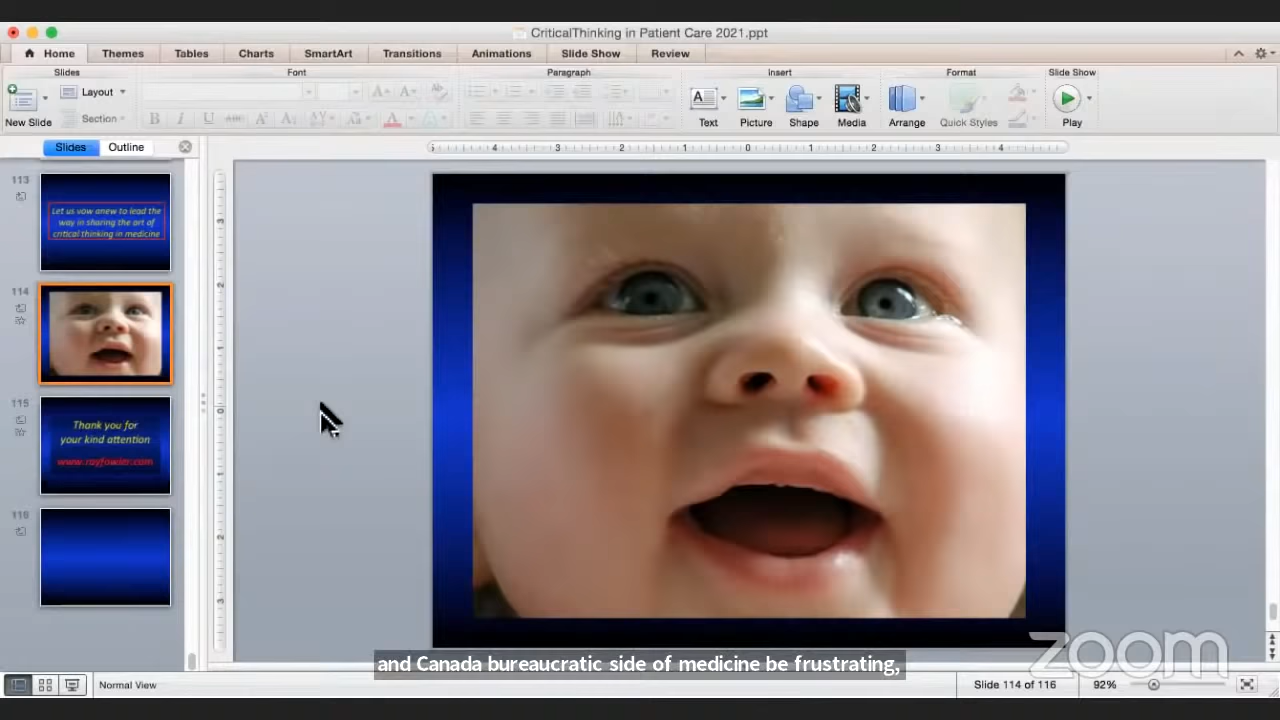 CriticalThinking in Patient Care 2021.ppt
Home Themes Tables Charts SmartArt Transitions Animations Slide Show Review
Slides Font Paragraph Insert Format Slide Show
New Slide Layout Section Text Picture Shape Media Arrange Quick Styles Play
Slides Outline
113
Let us vow anew to lead the
way in sharing the art of
critical thinking in medicine
114
115
Thank you for
your kind attention
www.rayfowler.com
116
zoom
and Canada bureaucratic side of medicine be frustrating,
Normal View Slide 114 of 116 92%